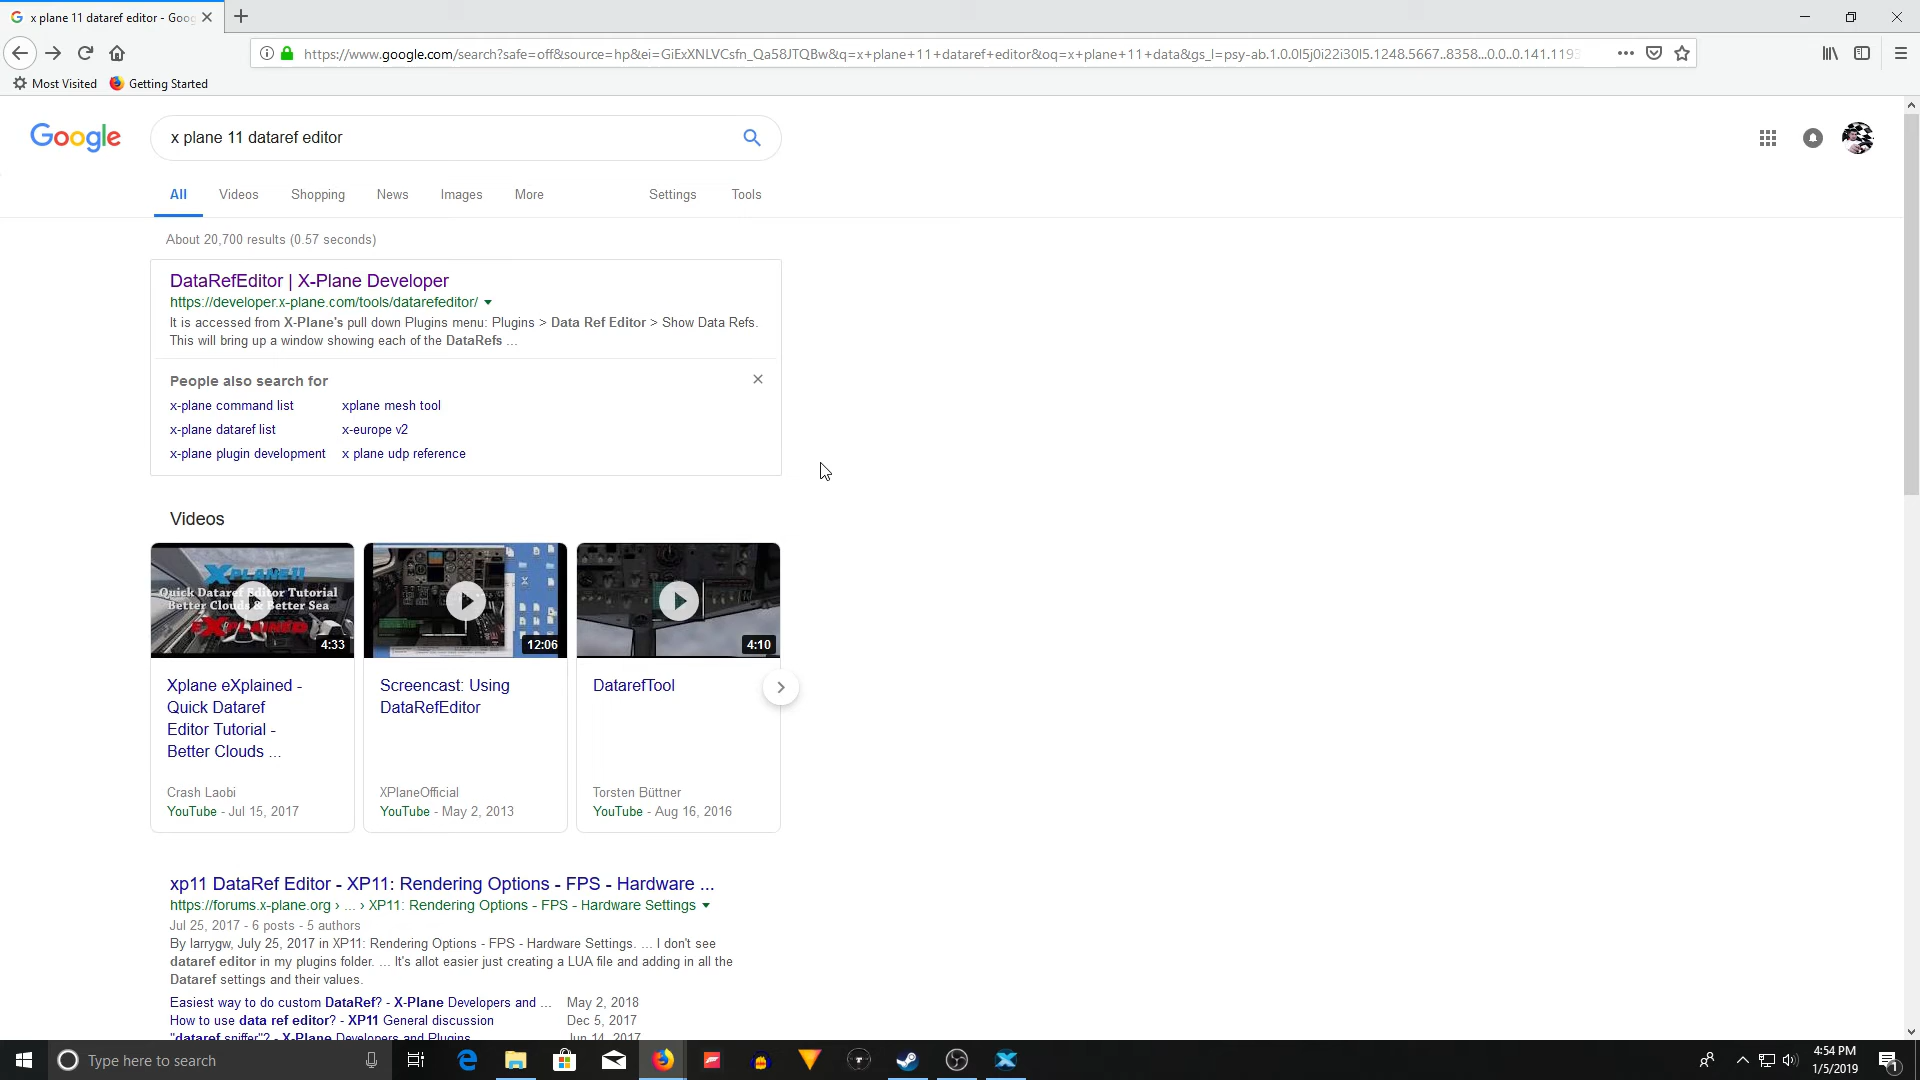 x plane 11 dataref editor - Goog
https://www.google.com/search?safe=off&source=hp&ei=GiExXNLVCsfn_Qa58JTQBw&q=x+plane+11+dataref+editor&oq=x+plane+11+data&gs_l=psy-ab.1.0.0l5j0i22i30l5.1248.5667..8358...0.0..0.141.1193
Most Visited
Getting Started
Google
x plane 11 dataref editor
All
Videos
Shopping
News
Images
More
Settings
Tools
About 20,700 results (0.57 seconds)
DataRefEditor | X-Plane Developer
https://developer.x-plane.com/tools/datarefeditor/
It is accessed from X-Plane's pull down Plugins menu: Plugins > Data Ref Editor > Show Data Refs.
This will bring up a window showing each of the DataRefs ...
People also search for
x-plane command list
xplane mesh tool
x-plane dataref list
x-europe v2
x-plane plugin development
x plane udp reference
Videos
XPLANE11
Quick Dataref Editor Tutorial
Better Clouds & Better Sea
EXPLAINED
4:33
12:06
4:10
Xplane eXplained -
Quick Dataref
Editor Tutorial -
Better Clouds ...
Crash Laobi
YouTube - Jul 15, 2017
Screencast: Using
DataRefEditor
XPlaneOfficial
YouTube - May 2, 2013
DatarefTool
Torsten Büttner
YouTube - Aug 16, 2016
xp11 DataRef Editor - XP11: Rendering Options - FPS - Hardware ...
https://forums.x-plane.org › ... › XP11: Rendering Options - FPS - Hardware Settings
Jul 25, 2017 - 6 posts - 5 authors
By larrygw, July 25, 2017 in XP11: Rendering Options - FPS - Hardware Settings. ... I don't see
dataref editor in my plugins folder. ... It's allot easier just creating a LUA file and adding in all the
Dataref settings and their values.
Easiest way to do custom DataRef? - X-Plane Developers and ... May 2, 2018
How to use data ref editor? - XP11 General discussion Dec 5, 2017
"dataref sniffer"? - X-Plane Developers and Plugins Jun 14, 2017
Type here to search
4:54 PM
1/5/2019
1